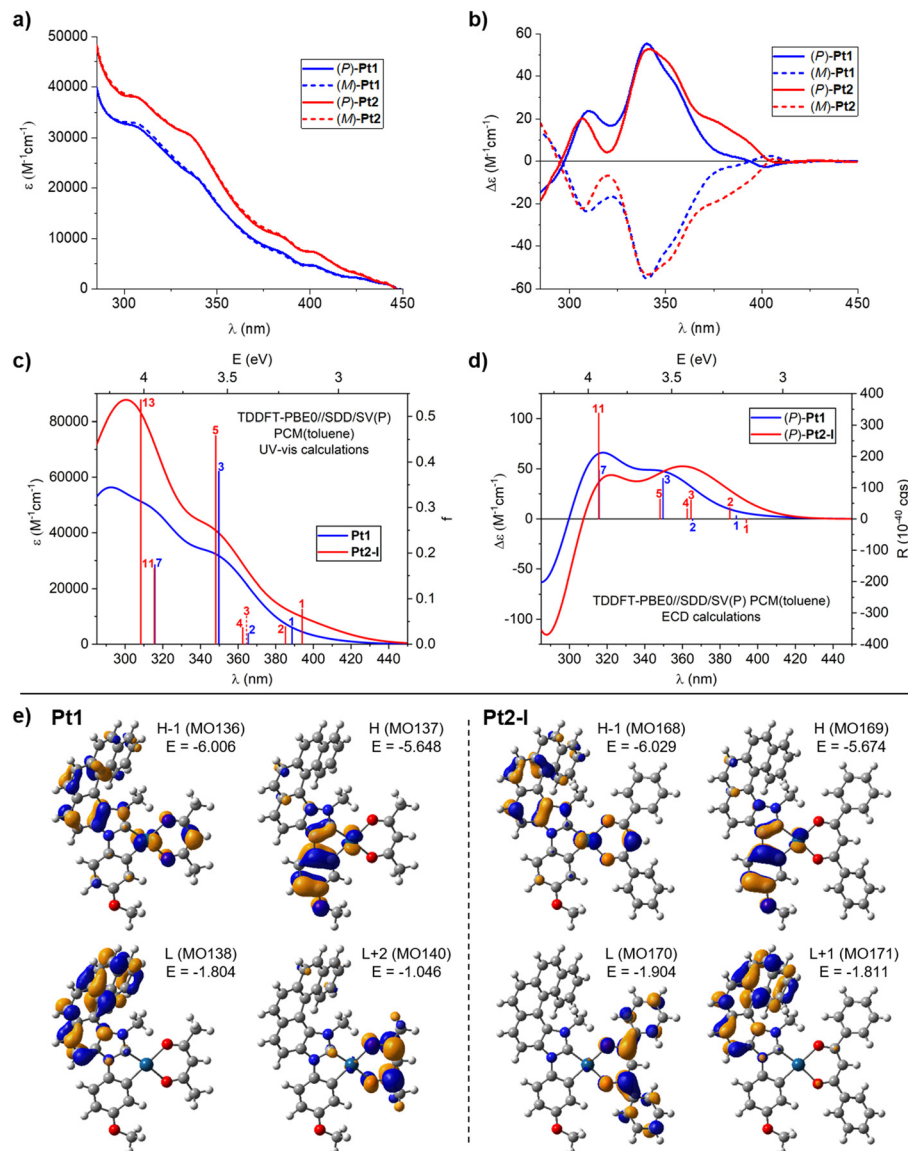 a)
60000
50000
40000
30000
20000
10000
0
ε (M⁻¹cm⁻¹)
300
350
400
450
λ (nm)
(P)-Pt1
(M)-Pt1
(P)-Pt2
(M)-Pt2
b)
60
40
20
0
-20
-40
-60
Δε (M⁻¹cm⁻¹)
300
350
400
450
λ (nm)
(P)-Pt1
(M)-Pt1
(P)-Pt2
(M)-Pt2
c)
E (eV)
4
3.5
3
80000
60000
40000
20000
0
ε (M⁻¹cm⁻¹)
0.5
0.4
0.3
0.2
0.1
0.0
f
TDDFT-PBE0//SDD/SV(P)
PCM(toluene)
UV-vis calculations
Pt1
Pt2-I
13
11
7
5
3
4
3
2
2
1
1
300
320
340
360
380
400
420
440
λ (nm)
d)
E (eV)
4
3.5
3
100
50
0
-50
-100
Δε (M⁻¹cm⁻¹)
400
300
200
100
0
-100
-200
-300
-400
R (10⁻⁴⁰ cgs)
(P)-Pt1
(P)-Pt2-I
11
7
5
3
4
3
2
2
1
1
TDDFT-PBE0//SDD/SV(P) PCM(toluene)
ECD calculations
300
320
340
360
380
400
420
440
λ (nm)
e)
Pt1
H-1 (MO136)
E = -6.006
H (MO137)
E = -5.648
L (MO138)
E = -1.804
L+2 (MO140)
E = -1.046
Pt2-I
H-1 (MO168)
E = -6.029
H (MO169)
E = -5.674
L (MO170)
E = -1.904
L+1 (MO171)
E = -1.811